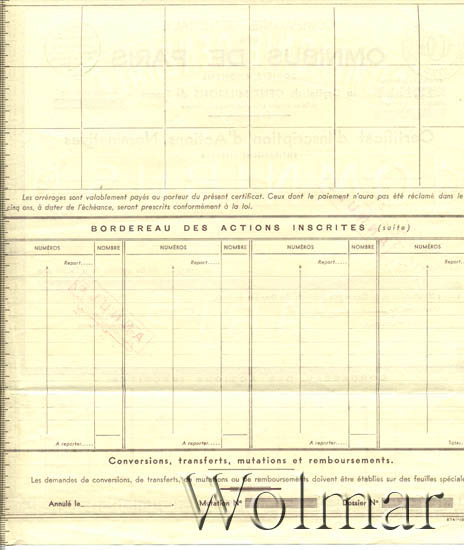 OMNIBUS DE PARIS
Certificat d'Inscription d'Actions Nominatives
Les arrérages sont valablement payés au porteur du présent certificat. Ceux dont le paiement n'aura pas été réclamé dans le
cinq ans, à dater de l'échéance, seront prescrits conformément à la loi.
BORDEREAU DES ACTIONS INSCRITES (suite)
NUMÉROS NOMBRE NUMÉROS NOMBRE NUMÉROS NOMBRE NUMÉROS
Report..... Report..... Report..... Report.....
ANNULÉ
A reporter..... A reporter..... A reporter..... Total..
Conversions, transferts, mutations et remboursements.
Les demandes de conversions, de transferts, de mutations ou de remboursements doivent être établies sur des feuilles spéciale
Annulé le Mutation N° Dossier N°
Wolmar